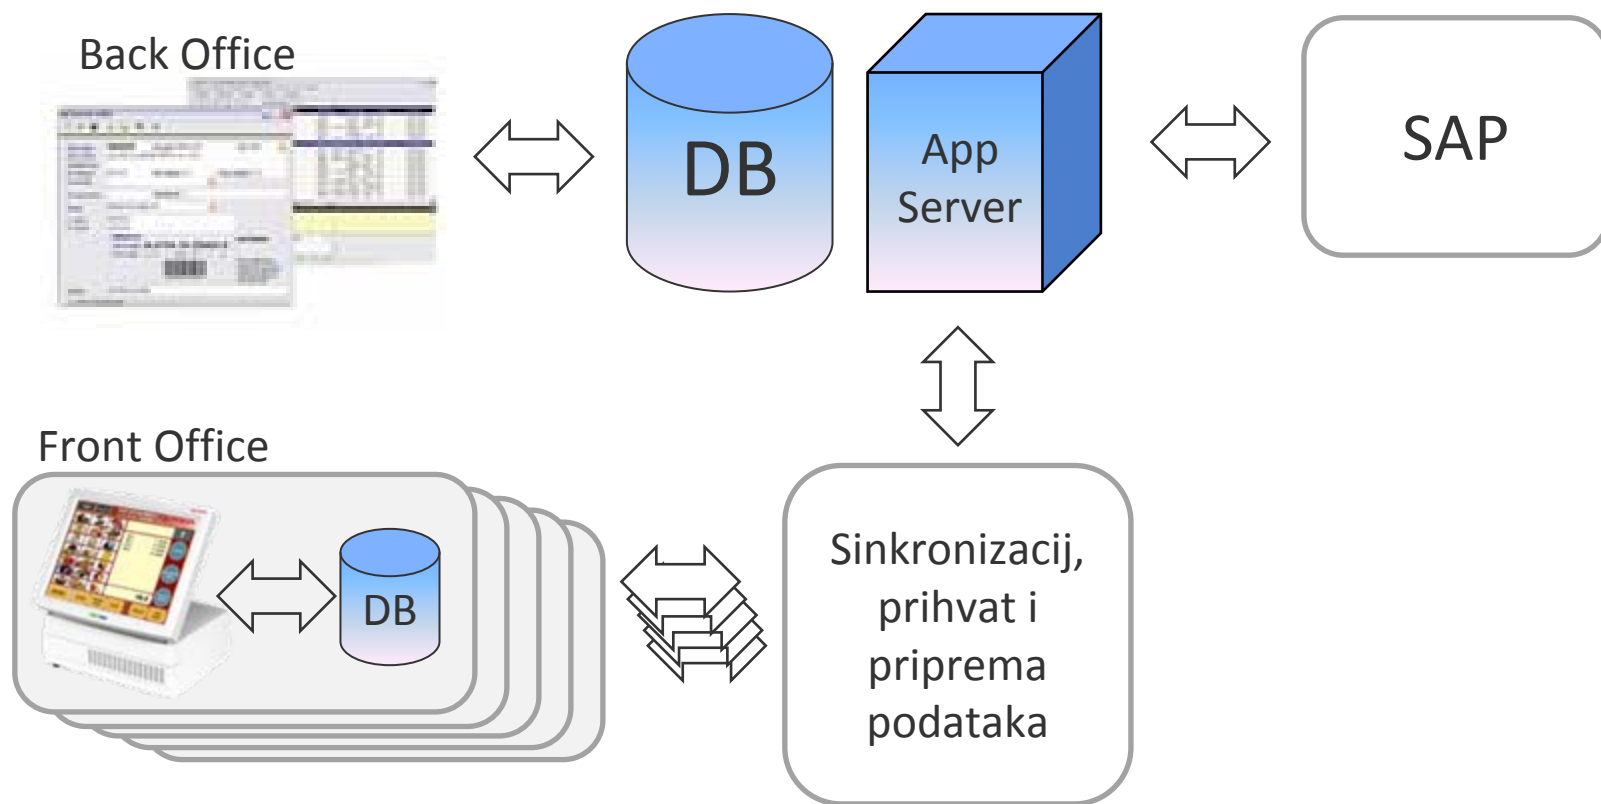 Back Office
DB
App
Server
SAP
Front Office
DB
Sinkronizacij,
prihvat i
priprema
podataka